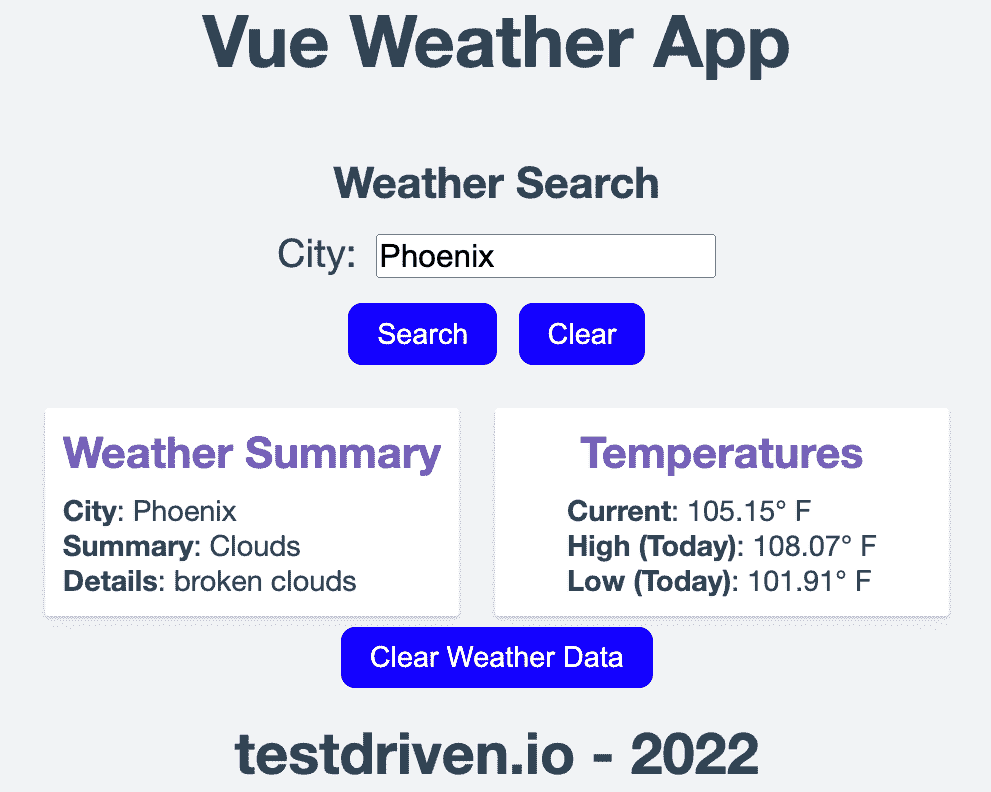 Vue Weather App
Weather Search
City: Phoenix
Search Clear
Weather Summary
City: Phoenix
Summary: Clouds
Details: broken clouds
Temperatures
Current: 105.15° F
High (Today): 108.07° F
Low (Today): 101.91° F
Clear Weather Data
testdriven.io - 2022